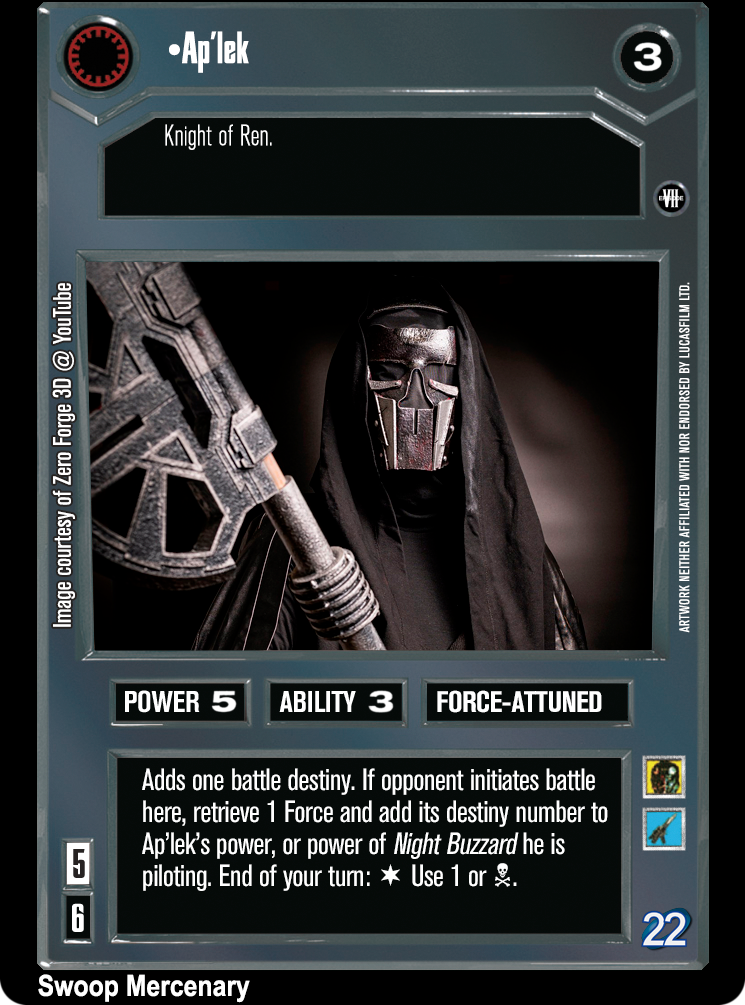 •Ap'lek
3
Knight of Ren.
EPISODE VII
Image courtesy of Zero Forge 3D @ YouTube
ARTWORK NEITHER AFFILIATED WITH NOR ENDORSED BY LUCASFILM LTD.
POWER 5 ABILITY 3 FORCE-ATTUNED
Adds one battle destiny. If opponent initiates battle
here, retrieve 1 Force and add its destiny number to
Ap'lek's power, or power of Night Buzzard he is
piloting. End of your turn: ✶ Use 1 or ☠.
5
6
22
Swoop Mercenary